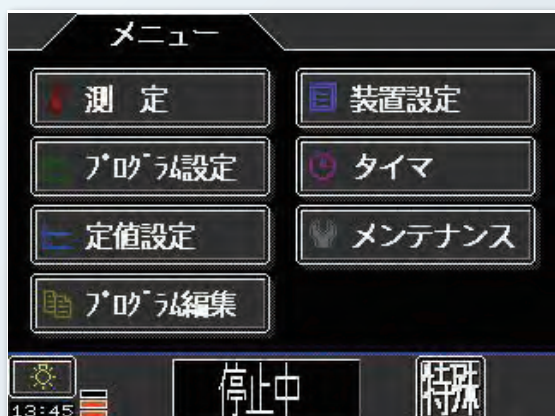 メニュー
測 定
装置設定
プログラム設定
タイマ
定値設定
メンテナンス
プログラム編集
停止中
特殊
13:45